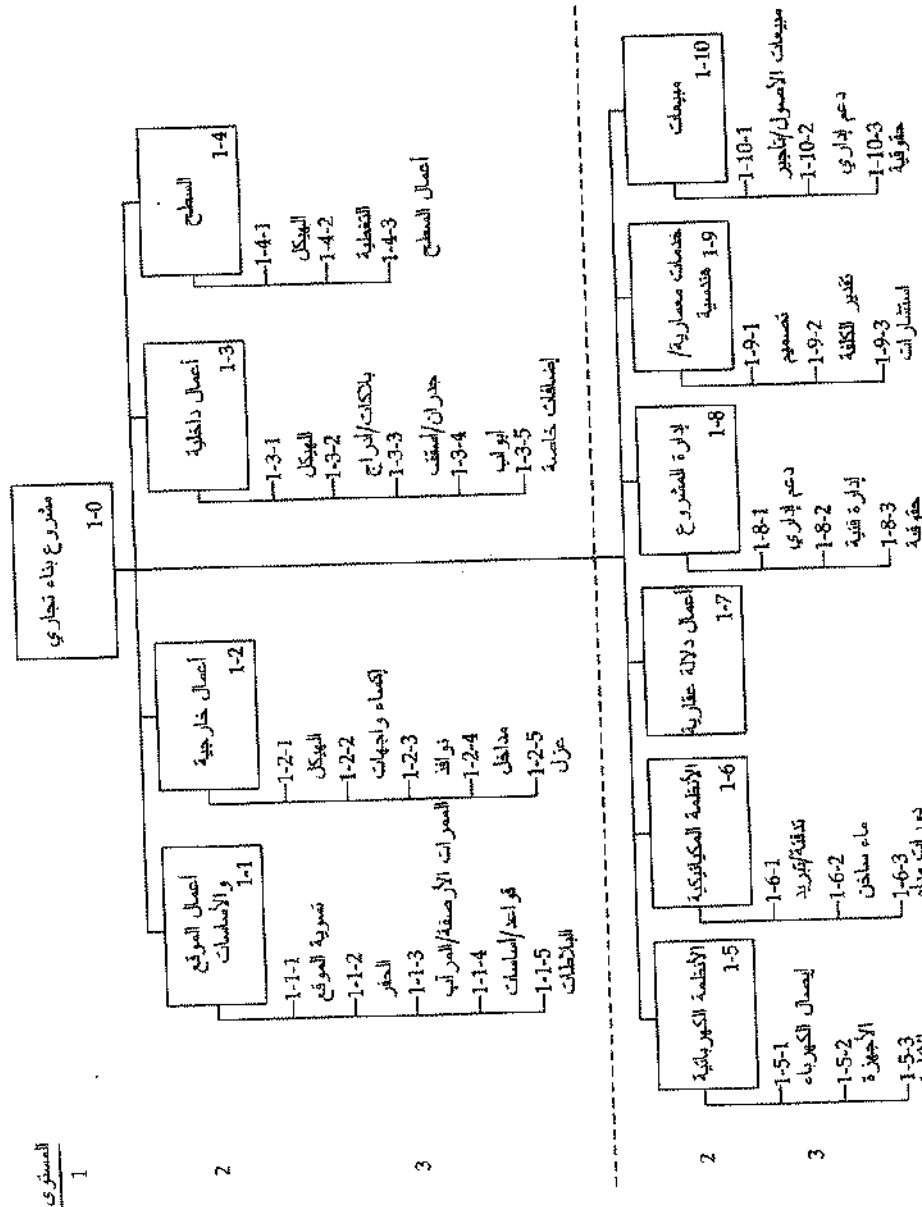 المستوى
1
مشروع بناء تجاري
1-0
2
أعمال الموقع
والأساسات
1-1
أعمال خارجية
1-2
أعمال داخلية
1-3
السطح
1-4
3
1-1-1
تسوية الموقع
1-1-2
الحفر
1-1-3
الممرات الأرصفة/المرآب
1-1-4
قواعد/أساسات
1-1-5
البلاطات
1-2-1
الهيكل
1-2-2
إكساء واجهات
1-2-3
نوافذ
1-2-4
مداخل
1-2-5
عزل
1-3-1
الهيكل
1-3-2
بلاكات/أدراج
1-3-3
جدران/أسقف
1-3-4
أبواب
1-3-5
إضافات خاصة
1-4-1
الهيكل
1-4-2
التغطية
1-4-3
أعمال السطح
2
الأنظمة الكهربائية
1-5
الأنظمة الميكانيكية
1-6
أعمال دلالة عقارية
1-7
إدارة المشروع
1-8
خدمات معمارية/
هندسية
1-9
مبيعات
1-10
3
1-5-1
إيصال الكهرباء
1-5-2
الأجهزة
1-5-3
1-6-1
تدفئة/تبريد
1-6-2
ماء ساخن
1-6-3
1-8-1
دعم إداري
1-8-2
إدارة فنية
1-8-3
حقوقية
1-9-1
تصميم
1-9-2
تقدير الكلفة
1-9-3
استشارات
1-10-1
مبيعات الأصول/تأجير
1-10-2
دعم إداري
1-10-3
حقوقية